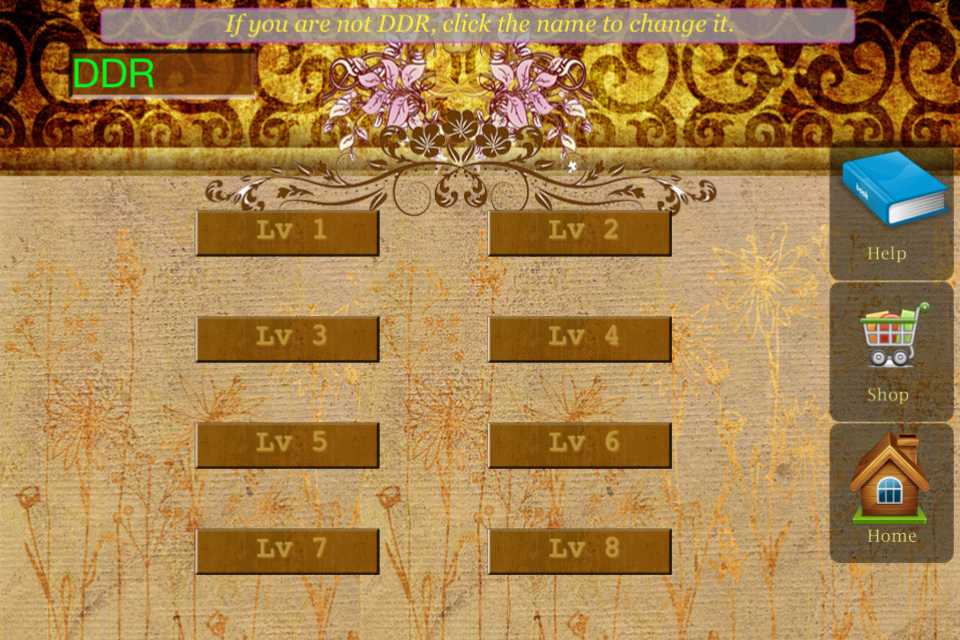 If you are not DDR, click the name to change it.
DDR
Lv 1
Lv 2
Lv 3
Lv 4
Lv 5
Lv 6
Lv 7
Lv 8
book
Help
Shop
Home